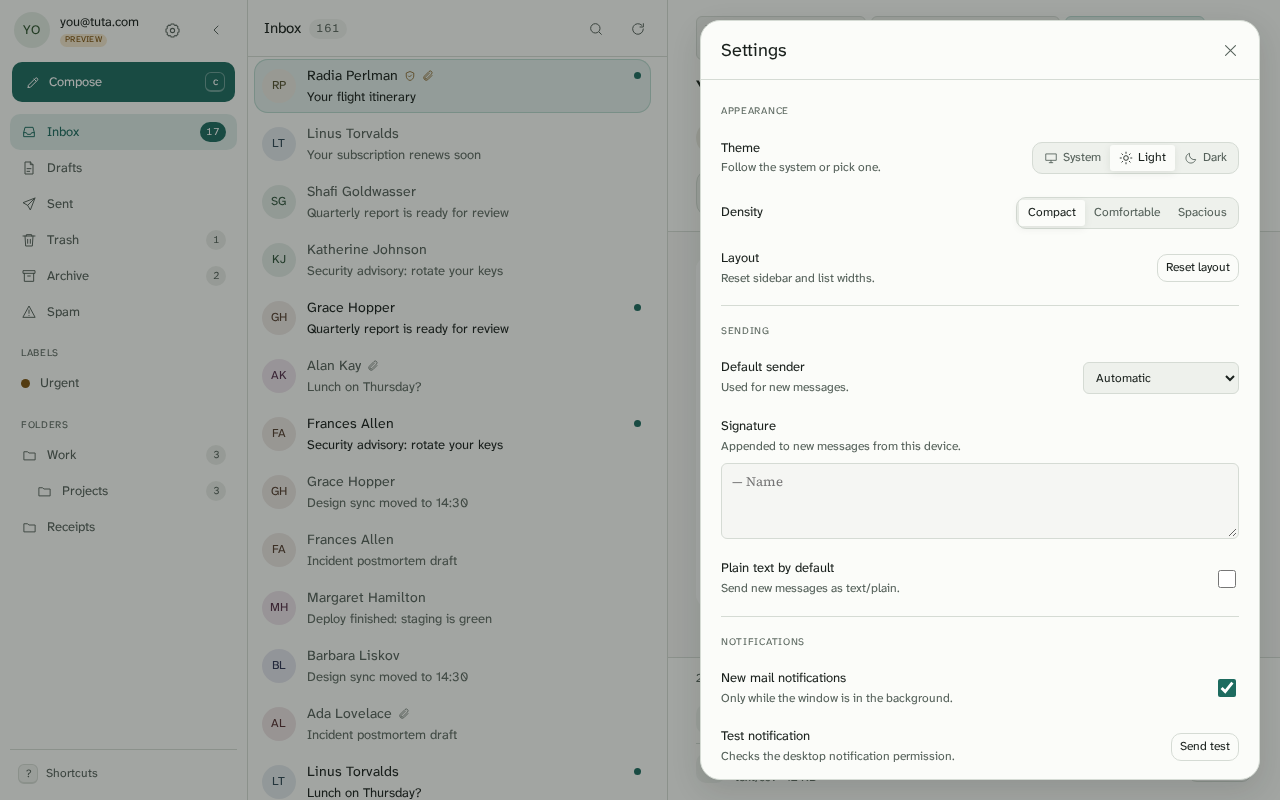 YO
you@tuta.com
PREVIEW
Compose
c
Inbox
17
Drafts
Sent
Trash
1
Archive
2
Spam
LABELS
Urgent
FOLDERS
Work
3
Projects
3
Receipts
?
Shortcuts
Inbox
161
RP
Radia Perlman
Your flight itinerary
LT
Linus Torvalds
Your subscription renews soon
SG
Shafi Goldwasser
Quarterly report is ready for review
KJ
Katherine Johnson
Security advisory: rotate your keys
GH
Grace Hopper
Quarterly report is ready for review
AK
Alan Kay
Lunch on Thursday?
FA
Frances Allen
Security advisory: rotate your keys
GH
Grace Hopper
Design sync moved to 14:30
FA
Frances Allen
Incident postmortem draft
MH
Margaret Hamilton
Deploy finished: staging is green
BL
Barbara Liskov
Design sync moved to 14:30
AL
Ada Lovelace
Incident postmortem draft
LT
Linus Torvalds
Lunch on Thursday?
Settings
APPEARANCE
Theme
Follow the system or pick one.
System
Light
Dark
Density
Compact
Comfortable
Spacious
Layout
Reset sidebar and list widths.
Reset layout
SENDING
Default sender
Used for new messages.
Automatic
Signature
Appended to new messages from this device.
— Name
Plain text by default
Send new messages as text/plain.
NOTIFICATIONS
New mail notifications
Only while the window is in the background.
Test notification
Checks the desktop notification permission.
Send test